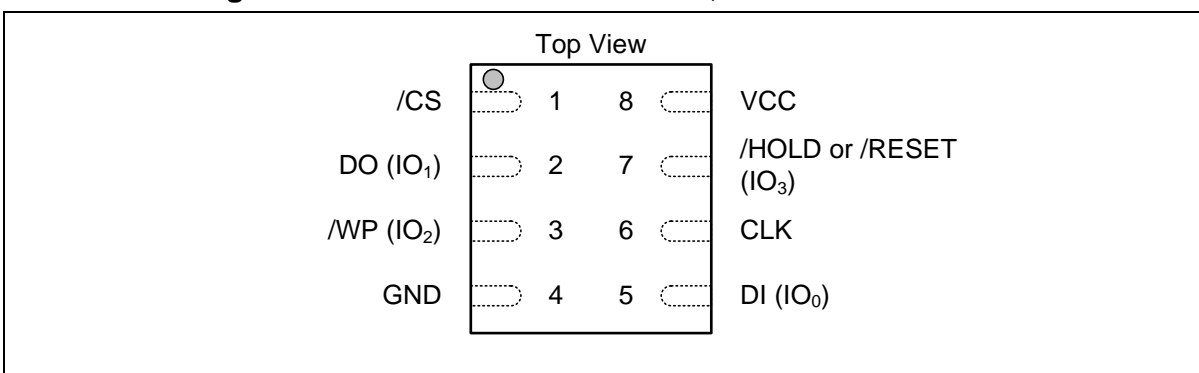 Top View
/CS 1 8 VCC
DO (IO₁) 2 7 /HOLD or /RESET
(IO₃)
/WP (IO₂) 3 6 CLK
GND 4 5 DI (IO₀)